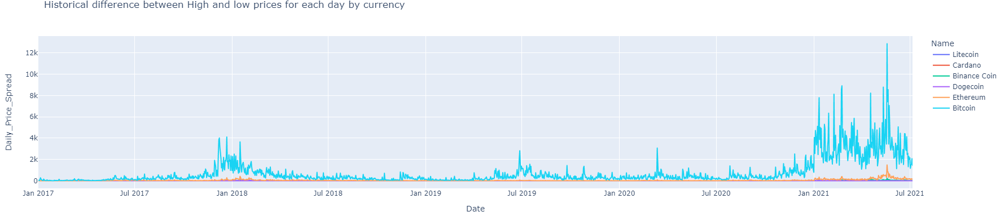 Historical difference between High and low prices for each day by currency
Daily_Price_Spread
12k
10k
8k
6k
4k
2k
0
Jan 2017
Jul 2017
Jan 2018
Jul 2018
Jan 2019
Jul 2019
Jan 2020
Jul 2020
Jan 2021
Jul 2021
Date
Name
Litecoin
Cardano
Binance Coin
Dogecoin
Ethereum
Bitcoin